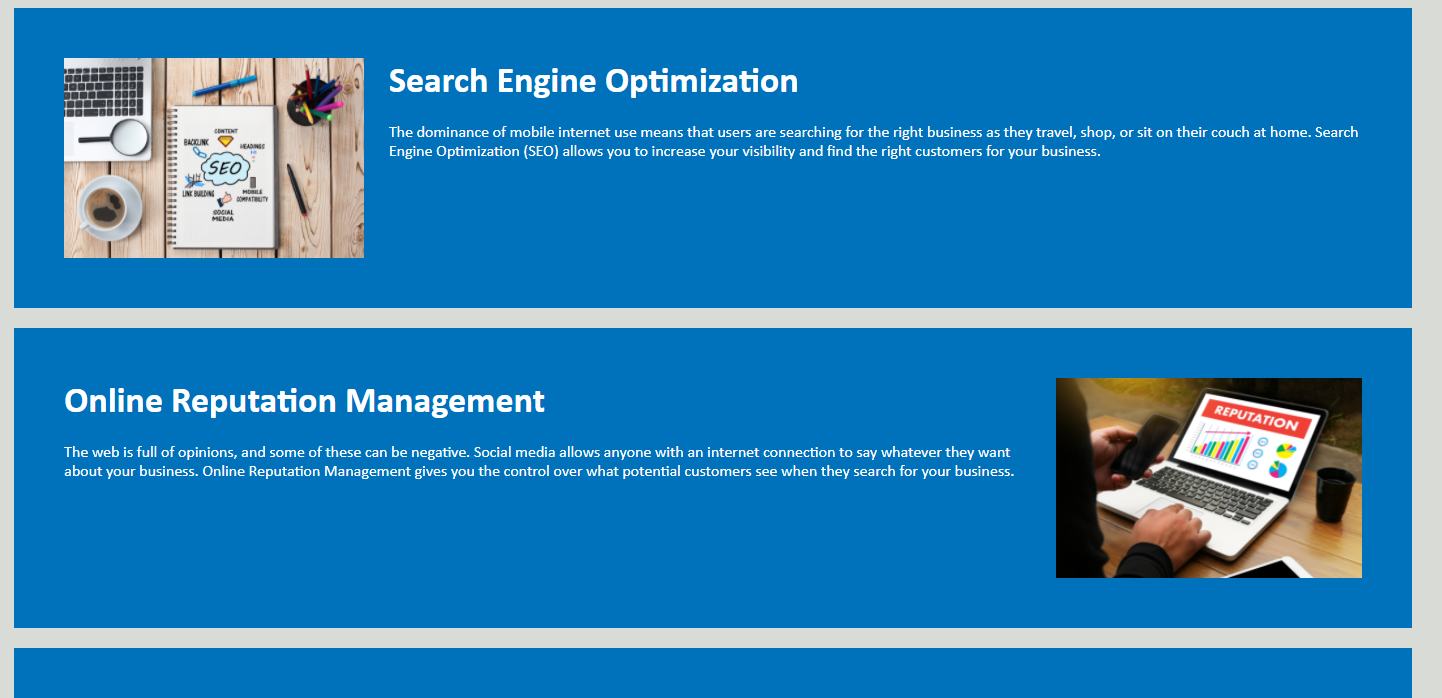 Search Engine Optimization
The dominance of mobile internet use means that users are searching for the right business as they travel, shop, or sit on their couch at home. Search
Engine Optimization (SEO) allows you to increase your visibility and find the right customers for your business.
CONTENT
BACKLINK
HEADINGS
SEO
LINK BUILDING
MOBILE
COMPATIBILITY
SOCIAL
MEDIA
Online Reputation Management
The web is full of opinions, and some of these can be negative. Social media allows anyone with an internet connection to say whatever they want
about your business. Online Reputation Management gives you the control over what potential customers see when they search for your business.
REPUTATION